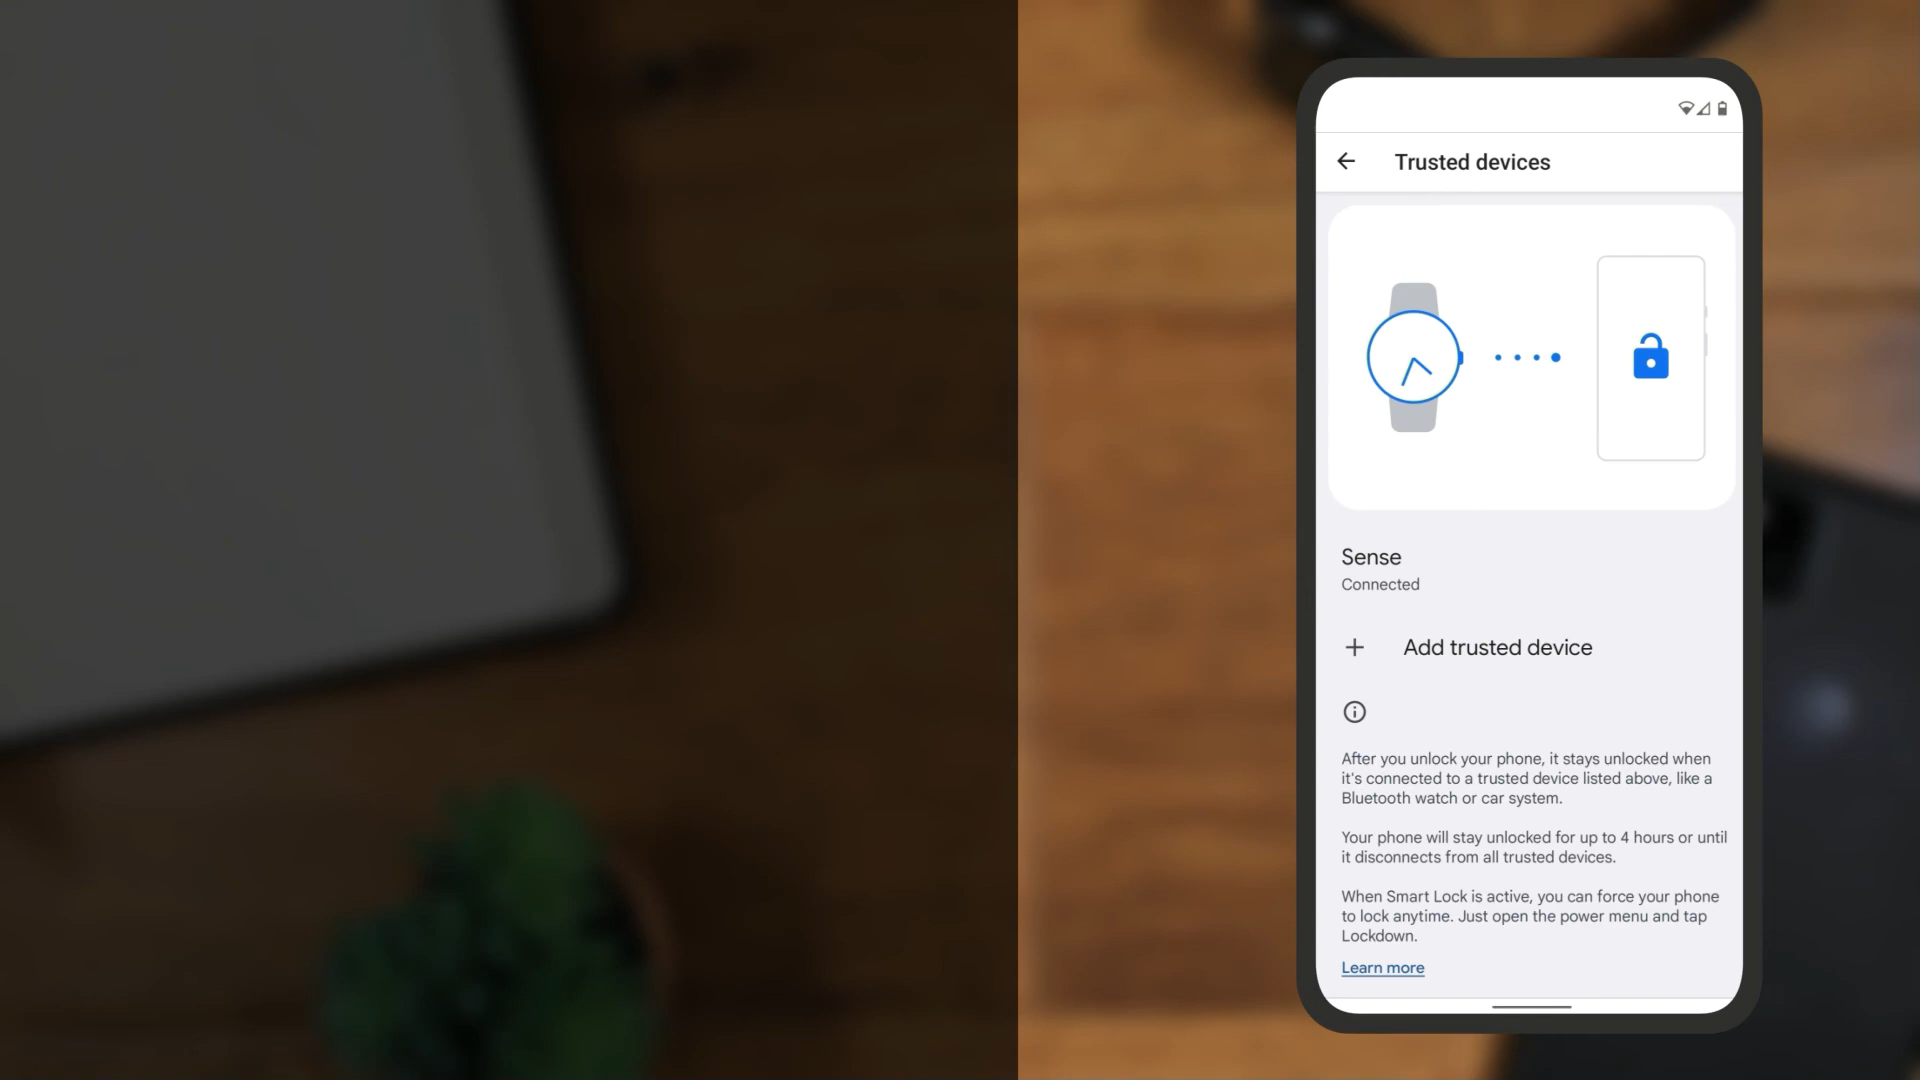 Trusted devices
Sense
Connected
Add trusted device
After you unlock your phone, it stays unlocked when
it's connected to a trusted device listed above, like a
Bluetooth watch or car system.
Your phone will stay unlocked for up to 4 hours or until
it disconnects from all trusted devices.
When Smart Lock is active, you can force your phone
to lock anytime. Just open the power menu and tap
Lockdown.
Learn more